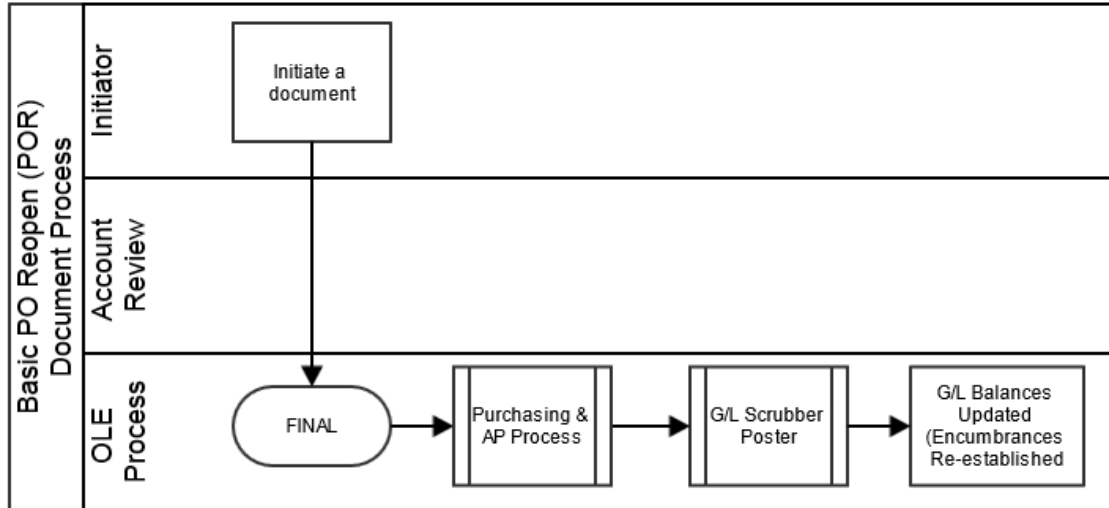 Basic PO Reopen (POR)
Document Process
Initiator
Initiate a
document
Account
Review
OLE
Process
FINAL
Purchasing &
AP Process
G/L Scrubber
Poster
G/L Balances
Updated
(Encumbrances
Re-established